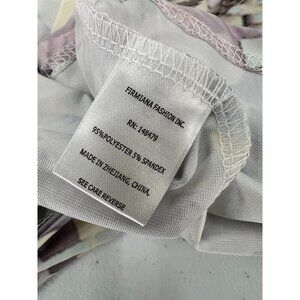 FIRMIANA FASHION INC.
RN: 148479
95%POLYESTER 5% SPANDEX
MADE IN ZHEJIANG, CHINA,
SEE CARE REVERSE